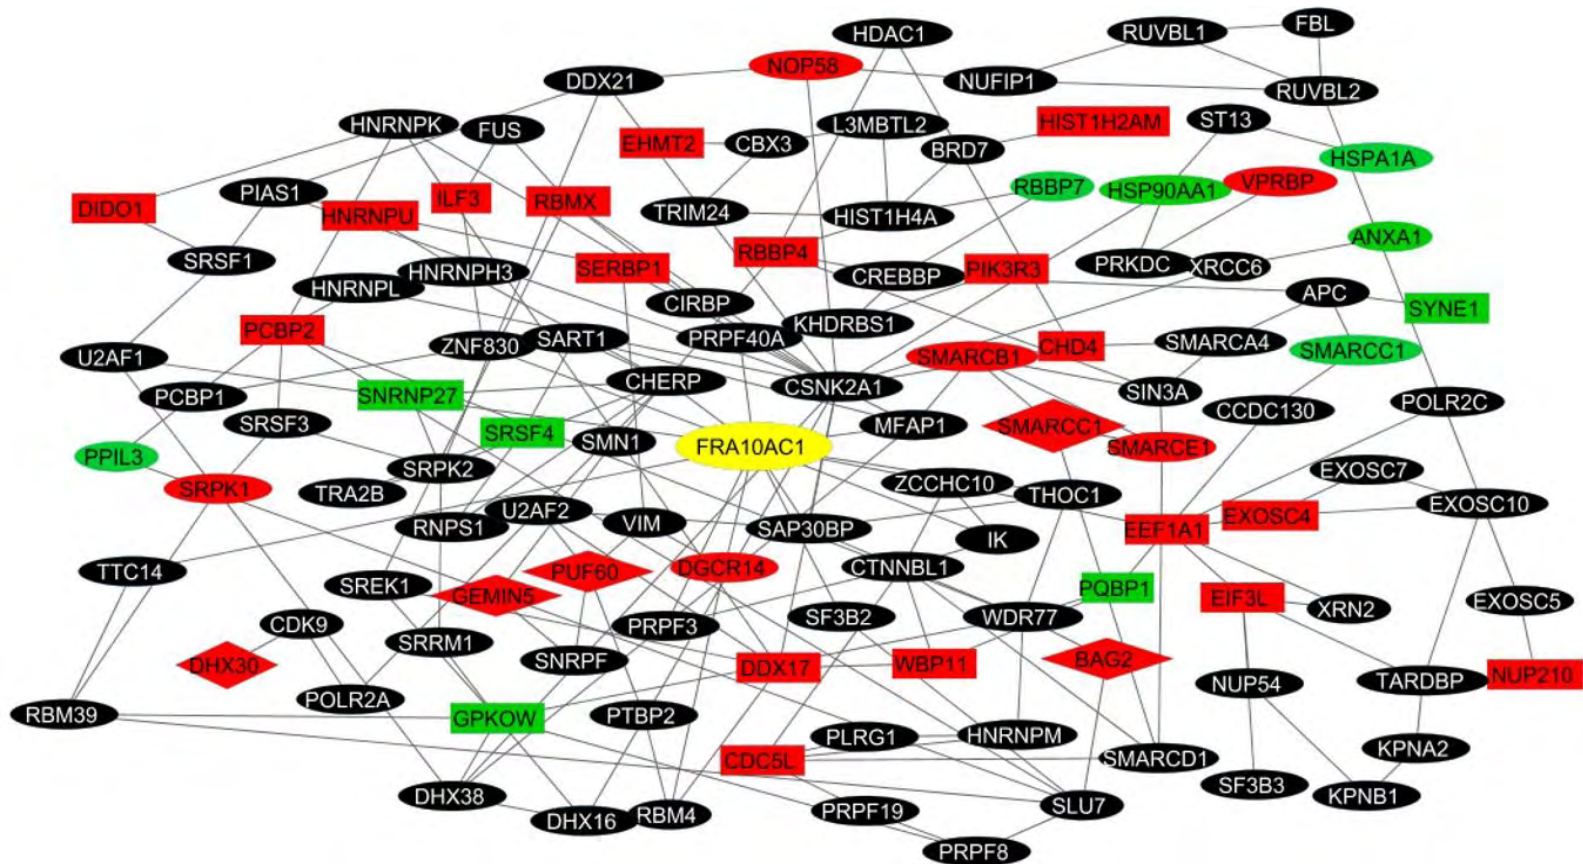 HDAC1
RUVBL1
FBL
NOP58
DDX21
NUFIP1
RUVBL2
HNRNPK
FUS
L3MBTL2
HIST1H2AM
ST13
EHMT2
CBX3
BRD7
HSPA1A
PIAS1
ILF3
RBMX
RBBP7
HSP90AA1
VPRBP
DIDO1
HNRNPU
TRIM24
HIST1H4A
ANXA1
SRSF1
HNRNPH3
SERBP1
RBBP4
CREBBP
PIK3R3
PRKDC
XRCC6
HNRNPL
CIRBP
APC
SYNE1
PCBP2
ZNF830
SART1
PRPF40A
KHDRBS1
U2AF1
SMARCB1
CHD4
SMARCA4
SMARCC1
PCBP1
SNRNP27
CHERP
CSNK2A1
SIN3A
SRSF3
SRSF4
SMN1
FRA10AC1
MFAP1
SMARCC1
CCDC130
POLR2C
PPIL3
SRPK2
SMARCE1
SRPK1
TRA2B
ZCCHC10
THOC1
EXOSC7
EXOSC10
RNPS1
U2AF2
VIM
SAP30BP
IK
EEF1A1
EXOSC4
TTC14
SREK1
GEMIN5
PUF60
DGCR14
CTNNBL1
PQBP1
EIF3L
XRN2
EXOSC5
CDK9
SRRM1
PRPF3
SF3B2
WDR77
DHX30
SNRPF
DDX17
WBP11
BAG2
NUP54
TARDBP
NUP210
RBM39
POLR2A
GPKOW
PTBP2
PLRG1
HNRNPM
KPNA2
CDC5L
SMARCD1
DHX38
DHX16
RBM4
PRPF19
SLU7
SF3B3
KPNB1
PRPF8